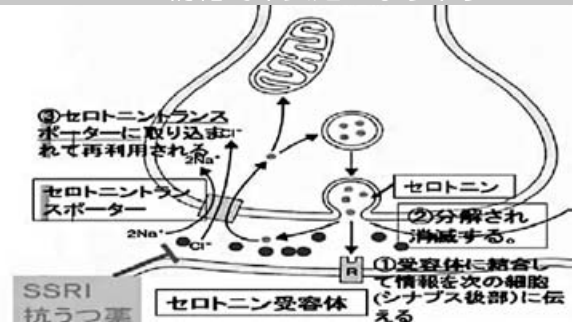 ③セロトニントランス
ポーターに取り込ま
れて再利用される
Cl⁻
2Na⁺
セロトニントラン
スポーター
2Na⁺
Cl⁻
セロトニン
②分解され
消滅する。
R
①受容体に結合し
て情報を次の細胞
(シナプス後部)に伝
える
SSRI
抗うつ薬
セロトニン受容体